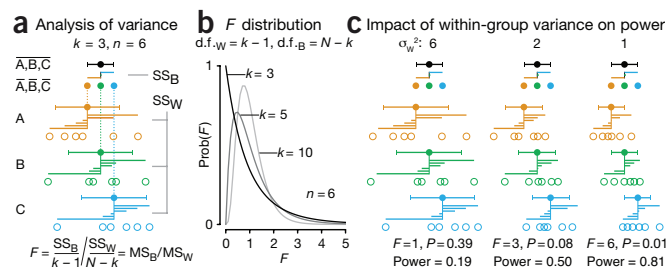 a Analysis of variance
k = 3, n = 6
A̅,̅B̅,̅C̅
A̅,B̅,C̅
SS_B
SS_W
A
B
C
F = SS_B/k – 1 / SS_W/N – k = MS_B/MS_W
b F distribution
d.f._W = k – 1, d.f._B = N – k
1
k = 3
k = 5
k = 10
n = 6
Prob(F)
0
0 1 2 3 4 5
F
c Impact of within-group variance on power
σ_W²: 6 2 1
A̅,̅B̅,̅C̅
A̅,B̅,C̅
A
B
C
F = 1, P = 0.39 F = 3, P = 0.08 F = 6, P = 0.01
Power = 0.19 Power = 0.50 Power = 0.81